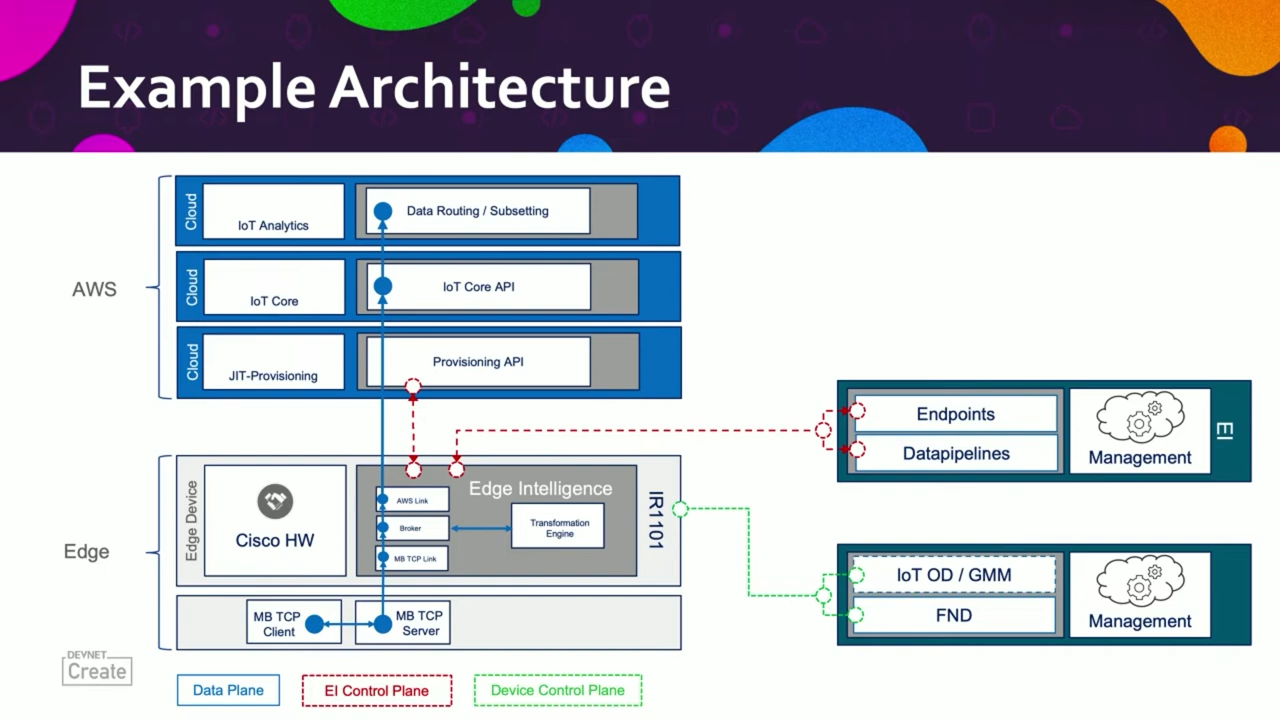 Example Architecture
AWS
Cloud
IoT Analytics
Data Routing / Subsetting
Cloud
IoT Core
IoT Core API
Cloud
JIT-Provisioning
Provisioning API
Endpoints
Datapipelines
Management
EI
Edge
Edge Device
Cisco HW
Edge Intelligence
AWS Link
Broker
MB TCP Link
Transformation
Engine
IR1101
IoT OD / GMM
FND
Management
MB TCP
Client
MB TCP
Server
DEVNET
Create
Data Plane
EI Control Plane
Device Control Plane